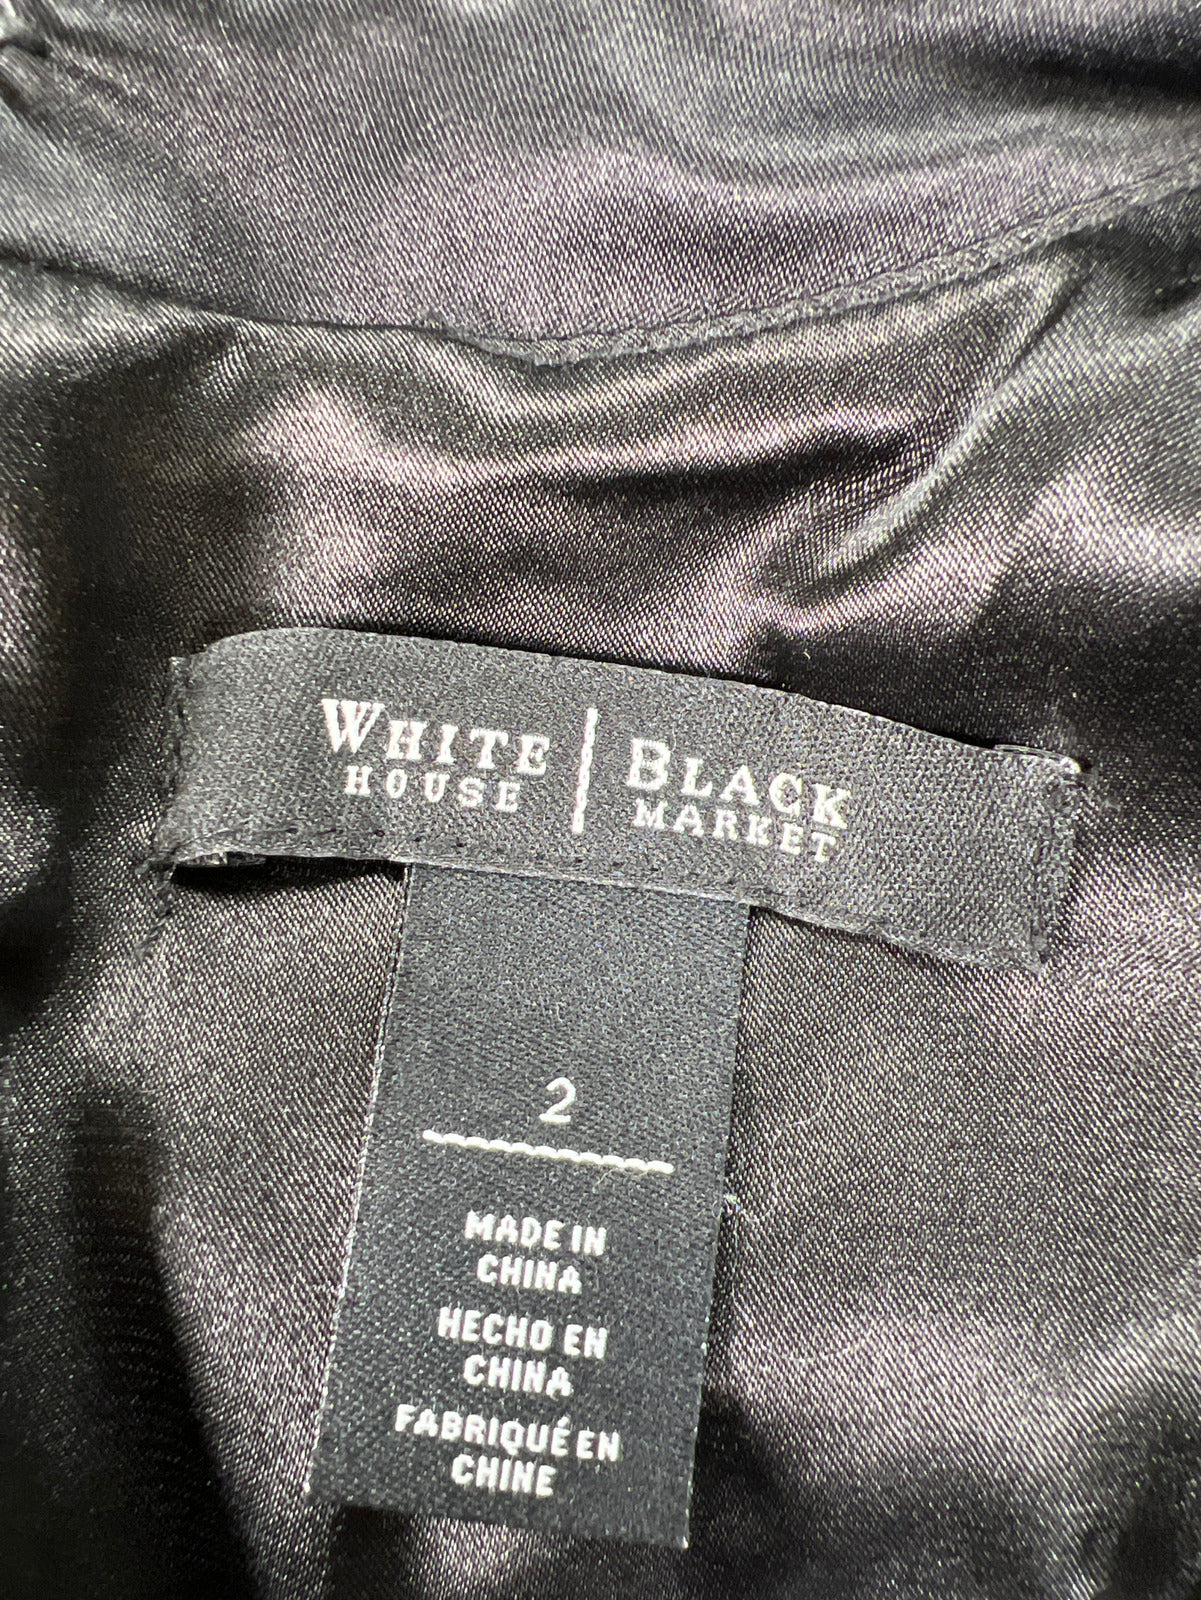 WHITE | BLACK
HOUSE | MARKET
2
MADE IN
CHINA
HECHO EN
CHINA
FABRIQUÉ EN
CHINE